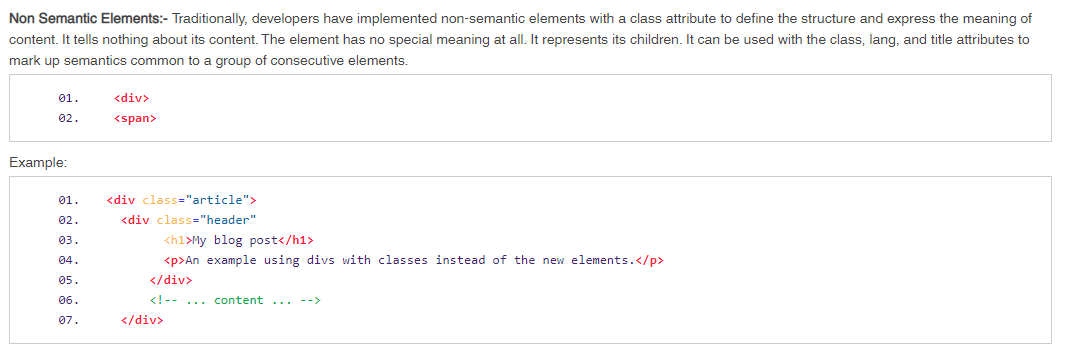 Non Semantic Elements:- Traditionally, developers have implemented non-semantic elements with a class attribute to define the structure and express the meaning of
content. It tells nothing about its content. The element has no special meaning at all. It represents its children. It can be used with the class, lang, and title attributes to
mark up semantics common to a group of consecutive elements.
01. <div>
02. <span>
Example:
01. <div class="article">
02. <div class="header"
03. <h1>My blog post</h1>
04. <p>An example using divs with classes instead of the new elements.</p>
05. </div>
06. <!-- ... content ... -->
07. </div>